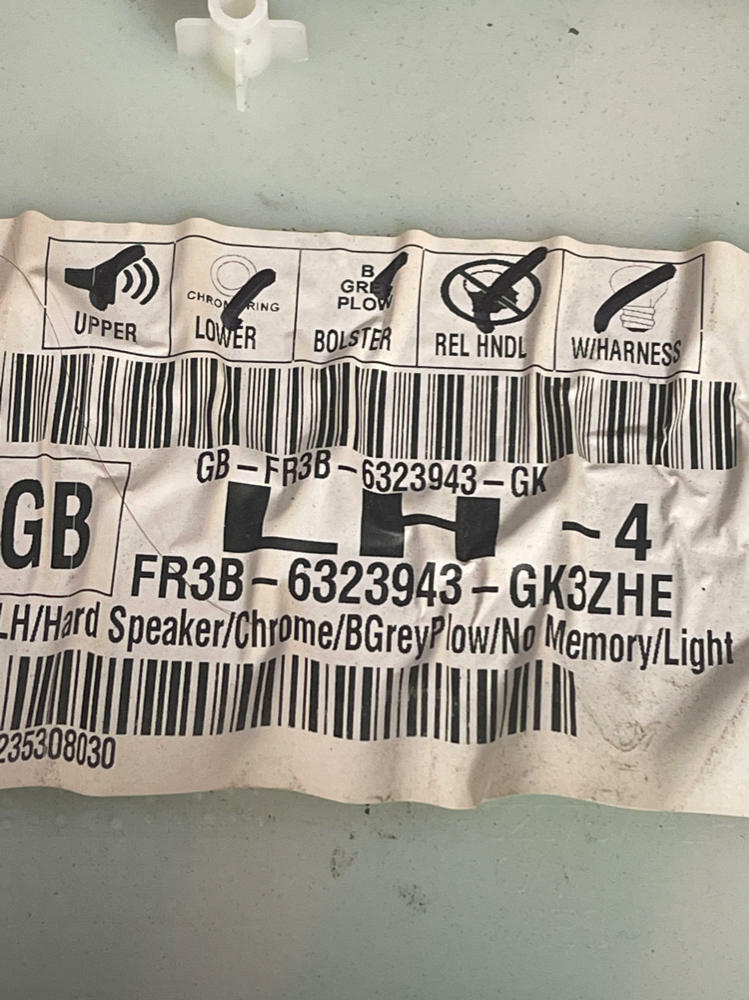 UPPER
CHROME RING
LOWER
B
GREY
PLOW
BOLSTER
REL HNDL
W/HARNESS
GB-FR3B-6323943-GK
GB
LH ~4
FR3B-6323943-GK3ZHE
LH/Hard Speaker/Chrome/BGreyPlow/No Memory/Light
235308030